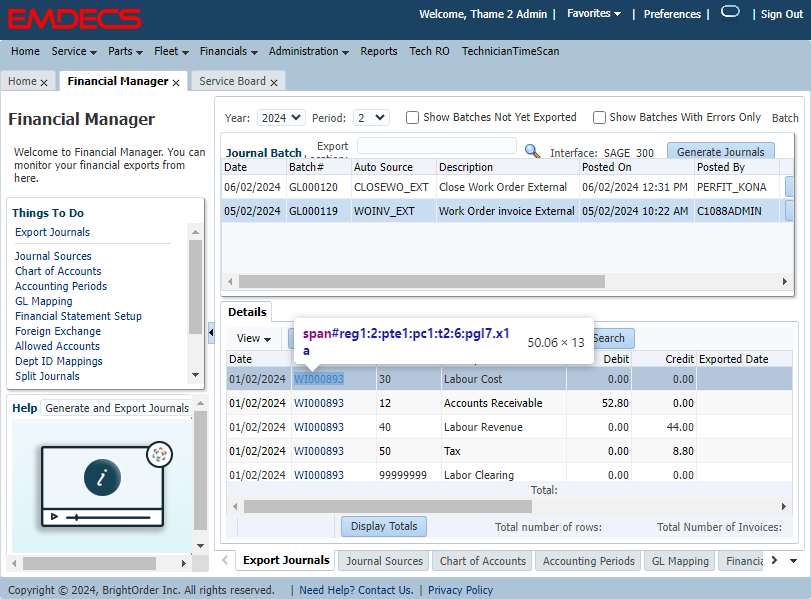 EMDECS
Welcome, Thame 2 Admin | Favorites | Preferences | | Sign Out
Home Service Parts Fleet Financials Administration Reports Tech RO TechnicianTimeScan
Home x Financial Manager x Service Board x
Financial Manager
Welcome to Financial Manager. You can
monitor your financial exports from
here.
Things To Do
Export Journals
Journal Sources
Chart of Accounts
Accounting Periods
GL Mapping
Financial Statement Setup
Foreign Exchange
Allowed Accounts
Dept ID Mappings
Split Journals
Help Generate and Export Journals
i
Year: 2024 Period: 2 Show Batches Not Yet Exported Show Batches With Errors Only Batch
Journal Batch Export Interface: SAGE_300 Generate Journals
Date Batch# Auto Source Description Posted On Posted By
06/02/2024 GL000120 CLOSEWO_EXT Close Work Order External 06/02/2024 12:31 PM PERFIT_KONA
05/02/2024 GL000119 WOINV_EXT Work Order invoice External 05/02/2024 10:22 AM C1088ADMIN
Details
View Search
span#reg1:2:pte1:pc1:t2:6:pgl7.x1
a 50.06 × 13
Date Debit Credit Exported Date
01/02/2024 WI000893 30 Labour Cost 0.00 0.00
01/02/2024 WI000893 12 Accounts Receivable 52.80 0.00
01/02/2024 WI000893 40 Labour Revenue 0.00 44.00
01/02/2024 WI000893 50 Tax 0.00 8.80
01/02/2024 WI000893 99999999 Labor Clearing 0.00 0.00
Total:
Display Totals Total number of rows: Total Number of Invoices:
Export Journals Journal Sources Chart of Accounts Accounting Periods GL Mapping Financia
Copyright © 2024, BrightOrder Inc. All rights reserved. | Need Help? Contact Us. | Privacy Policy